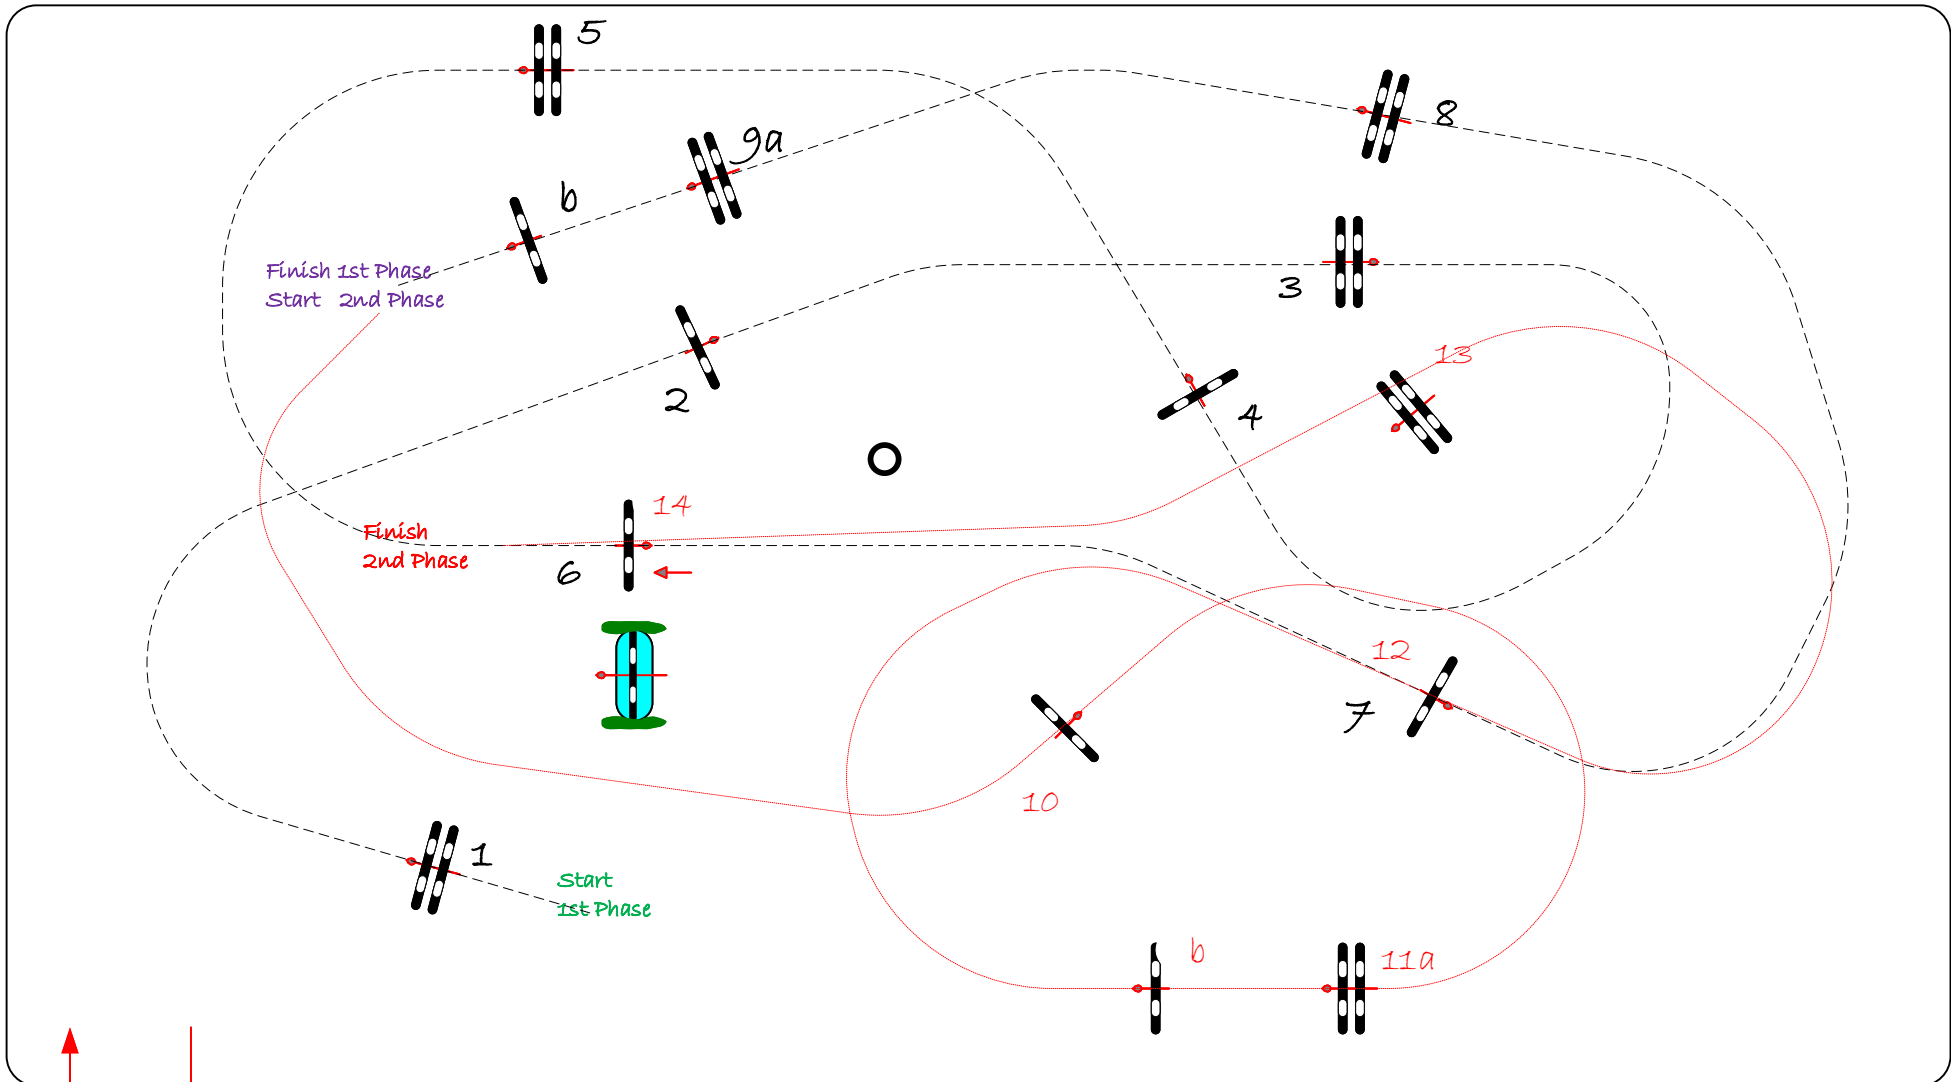 5
9a
8
b
Finish 1st Phase
Start 2nd Phase
3
2
13
4
14
Finish
2nd Phase
6
12
7
10
1
Start
1st Phase
b
11a